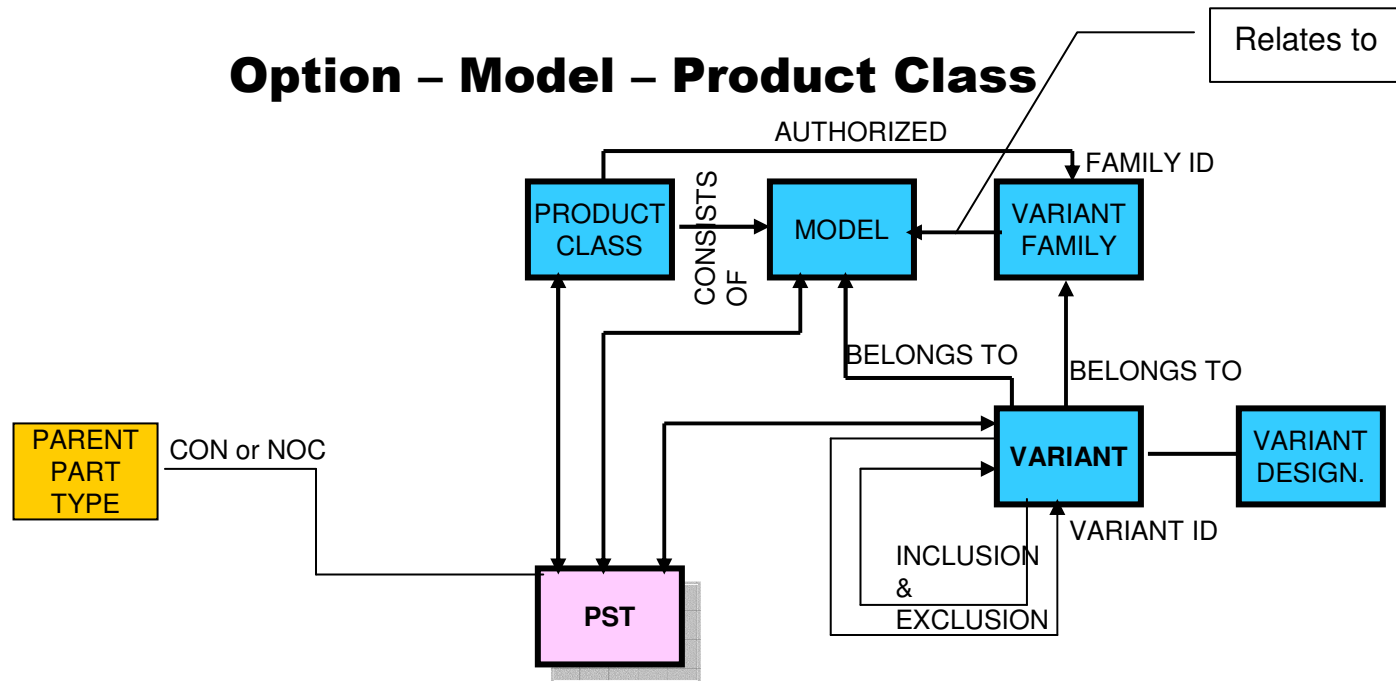 Relates to
Option – Model – Product Class
AUTHORIZED
FAMILY ID
PRODUCT
CLASS
CONSISTS
OF
MODEL
VARIANT
FAMILY
BELONGS TO
BELONGS TO
PARENT
PART
TYPE
CON or NOC
VARIANT
VARIANT
DESIGN.
VARIANT ID
INCLUSION
&
EXCLUSION
PST